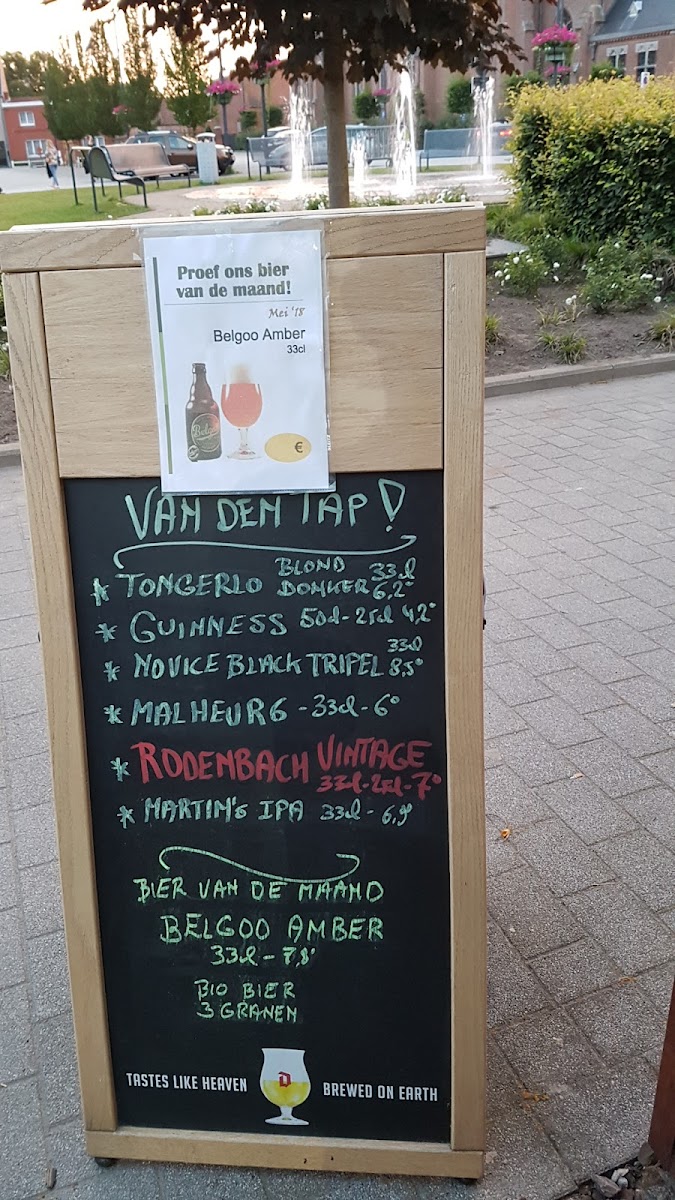 Proef ons bier
van de maand!
Mei '18
Belgoo Amber
33cl
Belgoo
€
VAN DEN TAP!
* TONGERLO BLOND 33cl
DONKER 6,2°
* GUINNESS 50cl - 25cl 4,2°
33cl
* NOVICE BLACK TRIPEL 8,5°
* MALHEUR 6 - 33cl - 6°
* RODENBACH VINTAGE
33cl - 25cl - 7°
* MARTIM's IPA 33cl - 6,9°
BIER VAN DE MAAND
BELGOO AMBER
33cl - 7,8°
BIO BIER
3 GRANEN
TASTES LIKE HEAVEN D BREWED ON EARTH